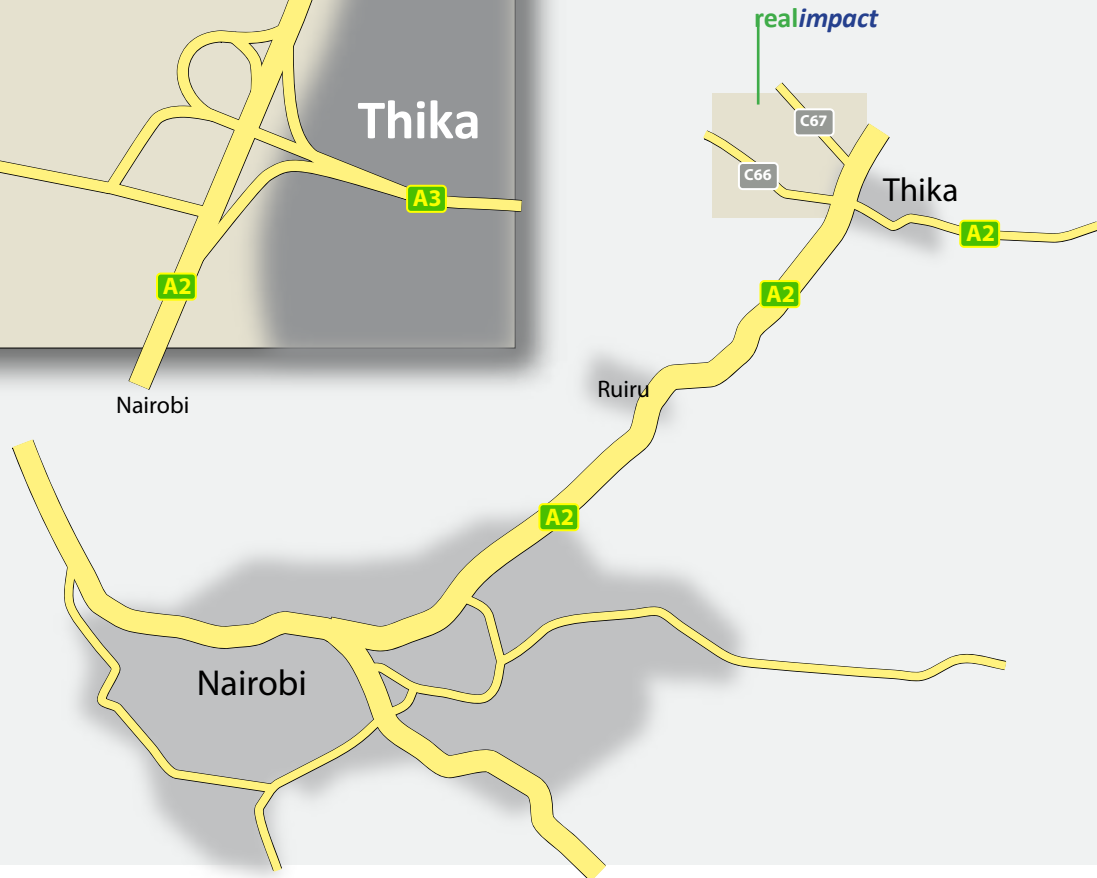 realimpact
Thika
C67
C66
Thika
A3
A2
A2
A2
Ruiru
Nairobi
A2
Nairobi